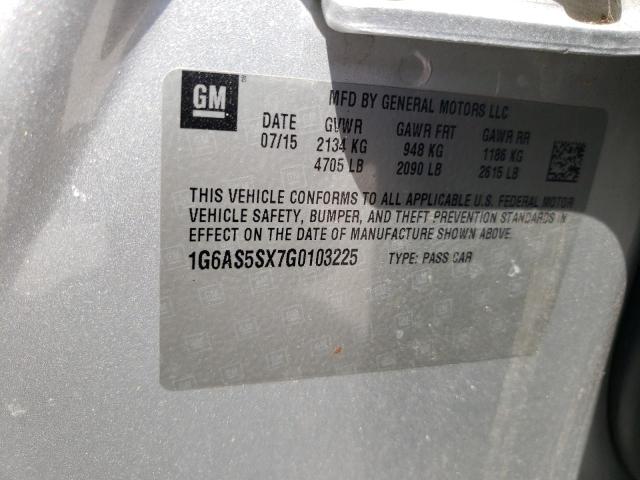 GM
MFD BY GENERAL MOTORS LLC
DATE GVWR GAWR FRT GAWR RR
07/15 2134 KG 948 KG 1186 KG
4705 LB 2090 LB 2615 LB
THIS VEHICLE CONFORMS TO ALL APPLICABLE U.S. FEDERAL MOTOR
VEHICLE SAFETY, BUMPER, AND THEFT PREVENTION STANDARDS IN
EFFECT ON THE DATE OF MANUFACTURE SHOWN ABOVE.
1G6AS5SX7G0103225 TYPE: PASS CAR